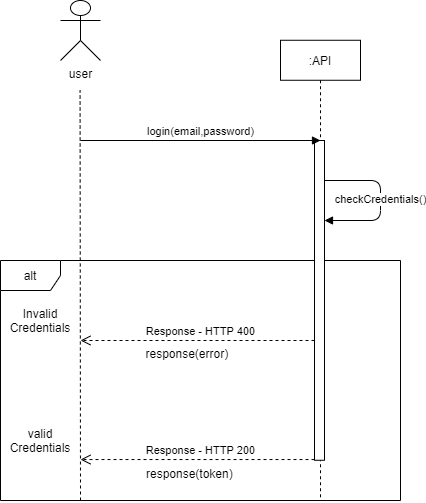 user
:API
login(email,password)
checkCredentials()
alt
Invalid
Credentials
Response - HTTP 400
response(error)
valid
Credentials
Response - HTTP 200
response(token)